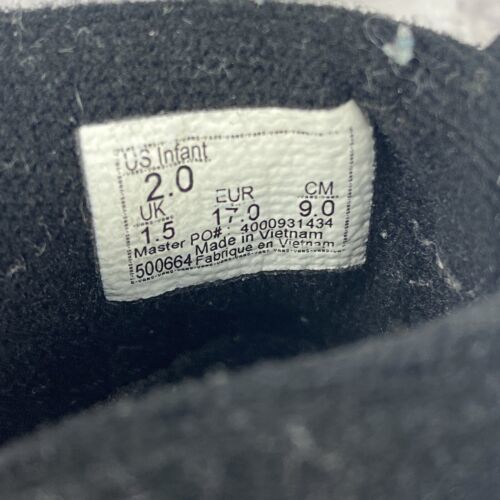 US Infant
2.0
UK EUR CM
1.5 17.0 9.0
Master PO#: 4000931434
Made in Vietnam
500664 Fabrique en Vietnam